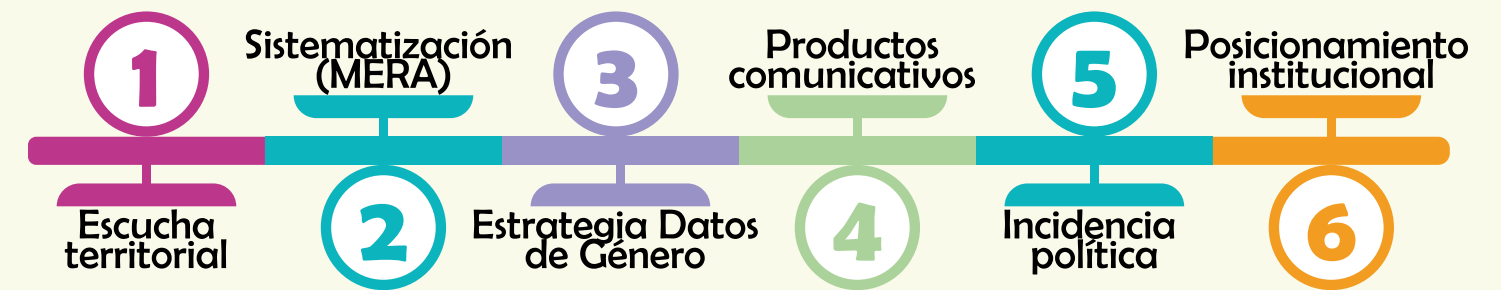 1
Escucha
territorial
Sistematización
(MERA)
2
3
Estrategia Datos
de Género
Productos
comunicativos
4
5
Incidencia
política
Posicionamiento
institucional
6